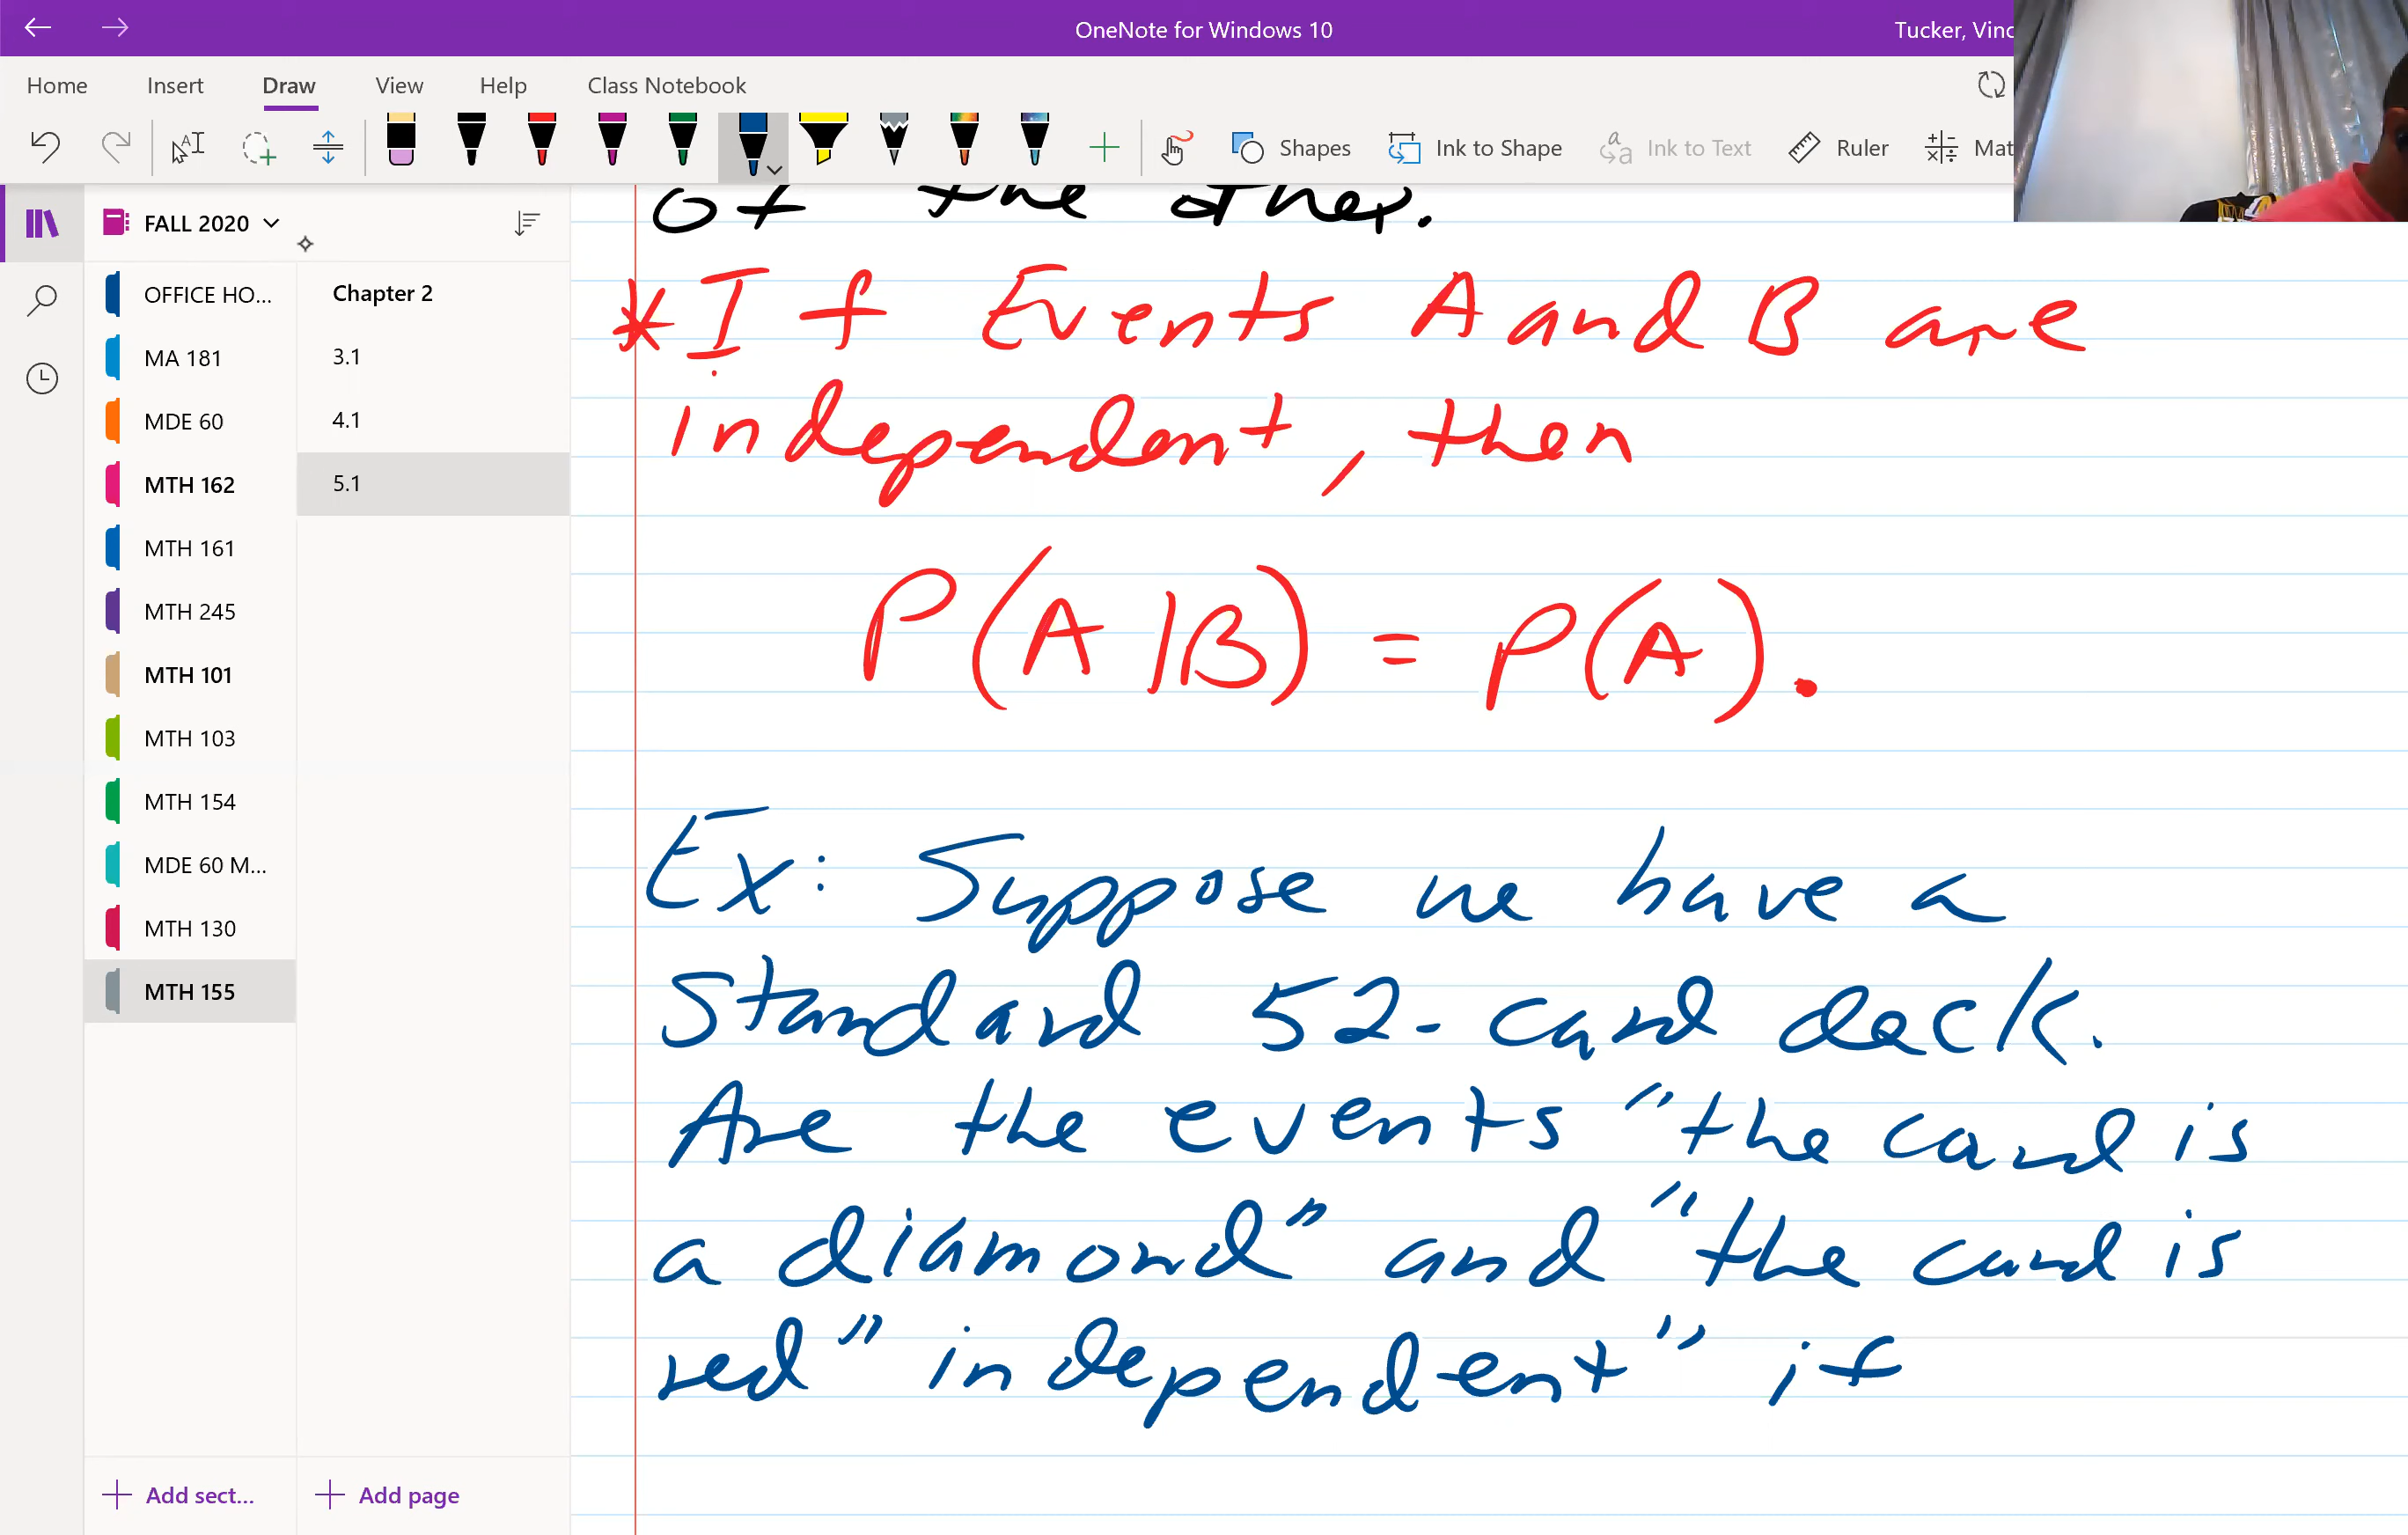 OneNote for Windows 10
Tucker, Vinc
Home Insert Draw View Help Class Notebook
Shapes Ink to Shape Ink to Text Ruler Mat
FALL 2020
OFFICE HO...
MA 181
MDE 60
MTH 162
MTH 161
MTH 245
MTH 101
MTH 103
MTH 154
MDE 60 M...
MTH 130
MTH 155
Add sect...
Chapter 2
3.1
4.1
5.1
Add page
of the other.
* If Events A and B are
independent, then
P(A|B) = P(A).
Ex: Suppose we have a
Standard 52-card deck.
Are the events "the card is
a diamond" and "the card is
red" independent" if